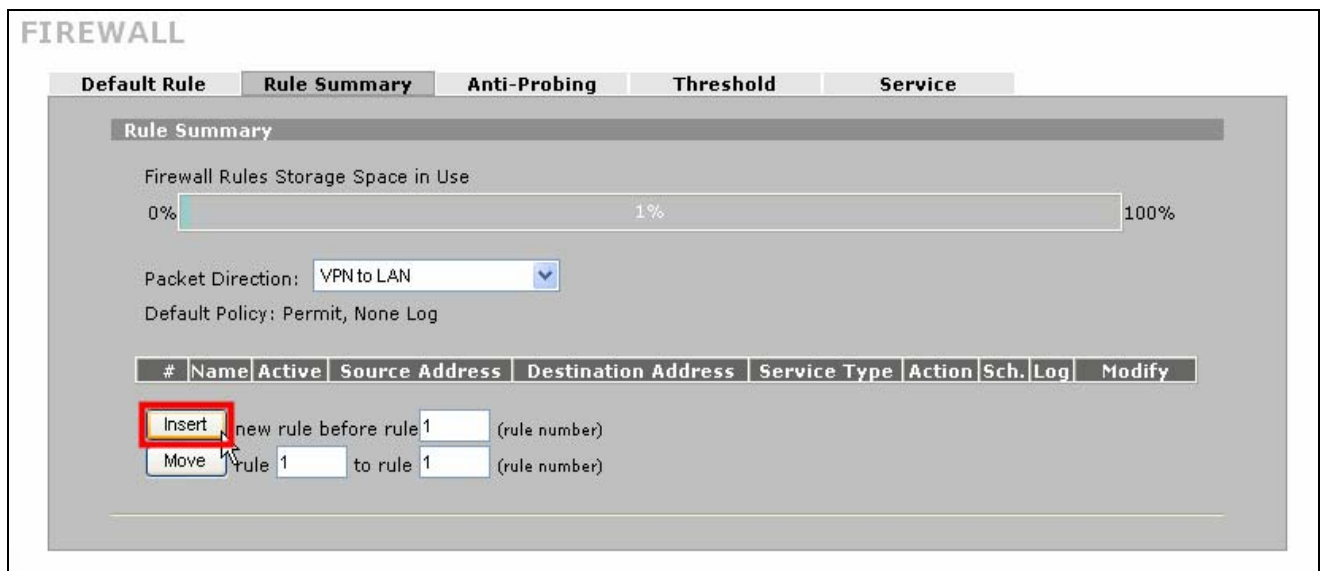 FIREWALL
Default Rule Rule Summary Anti-Probing Threshold Service
Rule Summary
Firewall Rules Storage Space in Use
0% 1% 100%
Packet Direction: VPN to LAN
Default Policy: Permit, None Log
# Name Active Source Address Destination Address Service Type Action Sch. Log Modify
Insert new rule before rule 1 (rule number)
Move rule 1 to rule 1 (rule number)